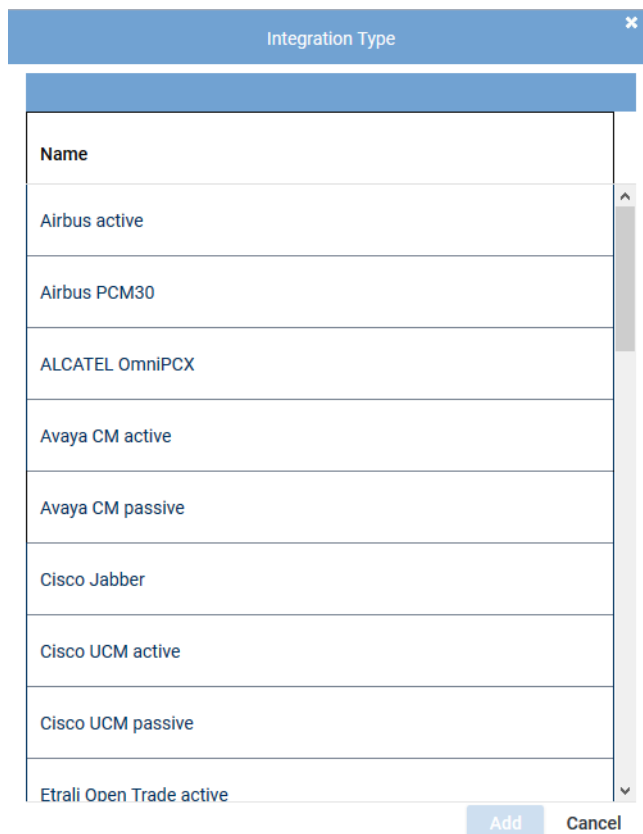 Integration Type
Name
Airbus active
Airbus PCM30
ALCATEL OmniPCX
Avaya CM active
Avaya CM passive
Cisco Jabber
Cisco UCM active
Cisco UCM passive
Etrali Open Trade active
Add Cancel